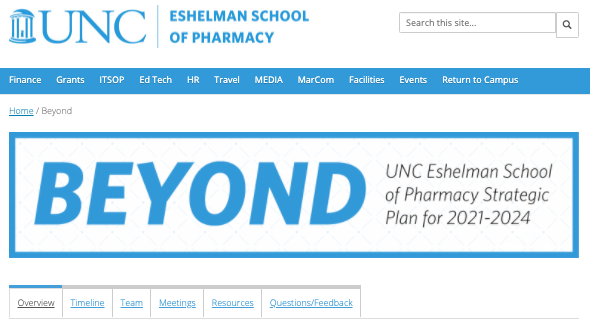 UNC
ESHELMAN SCHOOL
OF PHARMACY
Search this site...
Finance Grants ITSOP Ed Tech HR Travel MEDIA MarCom Facilities Events Return to Campus
Home / Beyond
BEYOND
UNC Eshelman School
of Pharmacy Strategic
Plan for 2021-2024
Overview Timeline Team Meetings Resources Questions/Feedback